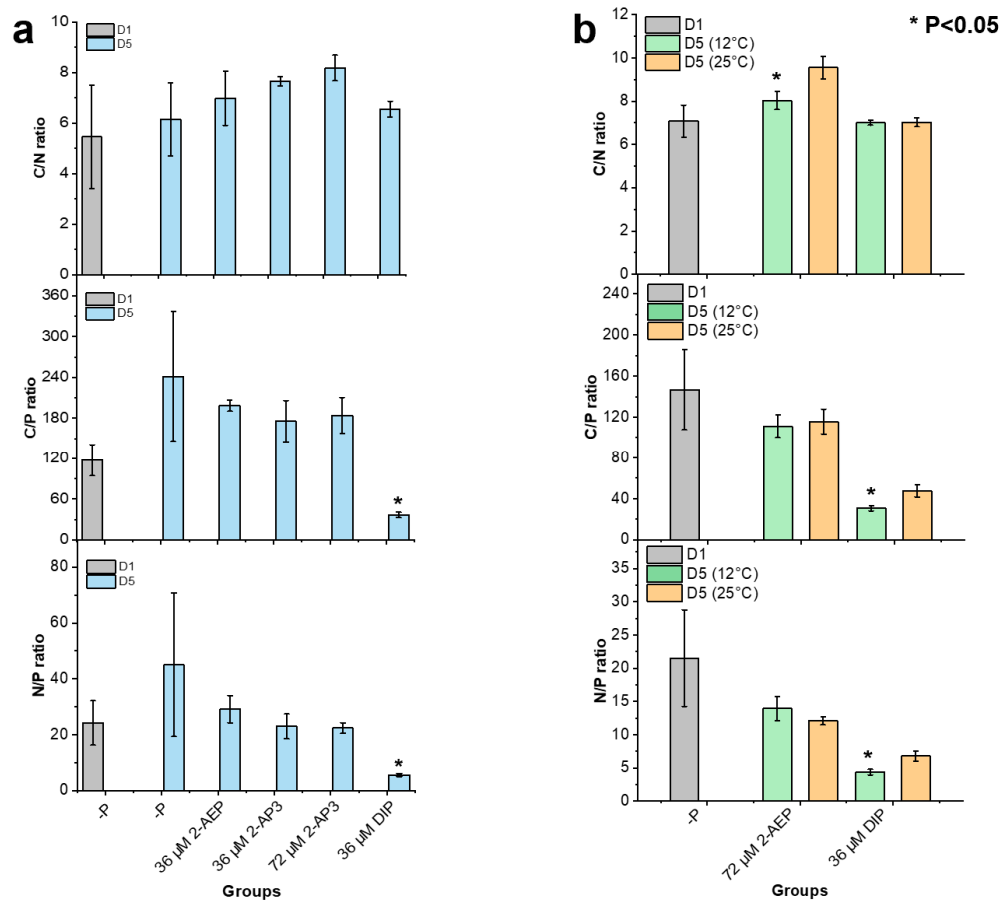 a
D1
D5
10
8
6
4
2
0
C/N ratio
D1
D5
360
300
240
180
120
60
0
C/P ratio
D1
D5
80
60
40
20
0
N/P ratio
*
*
-P
-P
36 µM 2-AEP
36 µM 2-AP3
72 µM 2-AP3
36 µM DIP
Groups
b
* P<0.05
D1
D5 (12°C)
D5 (25°C)
12
10
8
6
4
2
0
C/N ratio
*
D1
D5 (12°C)
D5 (25°C)
240
200
160
120
80
40
0
C/P ratio
*
D1
D5 (12°C)
D5 (25°C)
35
30
25
20
15
10
5
0
N/P ratio
*
-P
72 µM 2-AEP
36 µM DIP
Groups